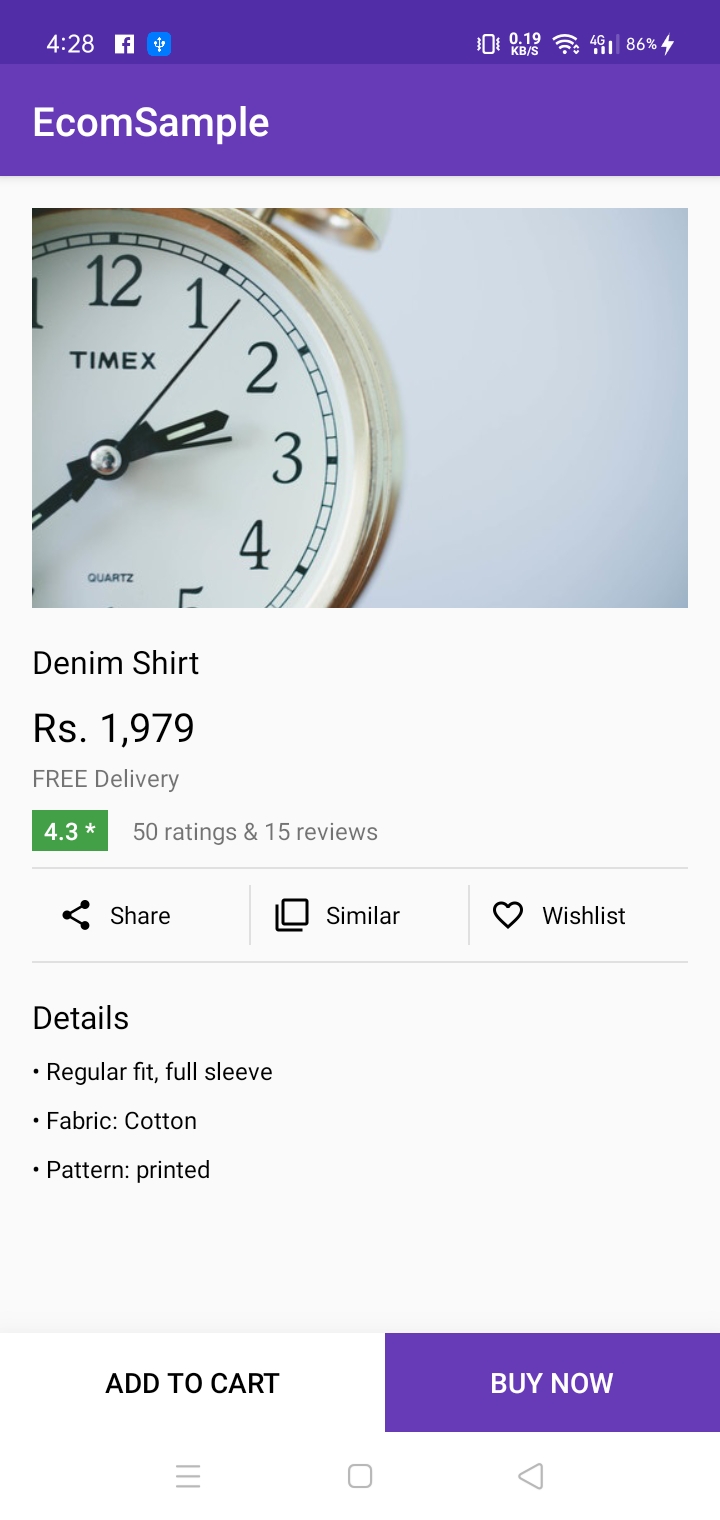 4:28 0.19 KB/S 4G 86%
EcomSample
12
1
TIMEX
2
3
4
QUARTZ
5
Denim Shirt
Rs. 1,979
FREE Delivery
4.3 * 50 ratings & 15 reviews
Share Similar Wishlist
Details
• Regular fit, full sleeve
• Fabric: Cotton
• Pattern: printed
ADD TO CART BUY NOW